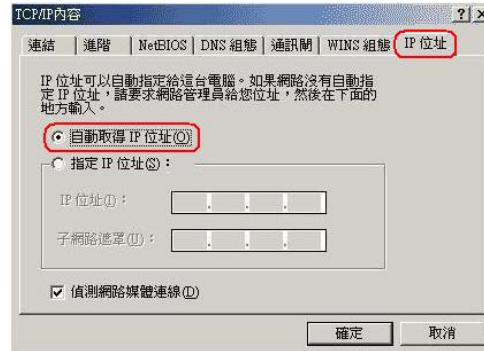 TCP/IP內容
連結 進階 NetBIOS DNS 組態 通訊閘 WINS 組態 IP 位址
IP 位址可以自動指定給這台電腦。如果網路沒有自動指
定 IP 位址，請要求網路管理員給您位址，然後在下面的
地方輸入。
自動取得 IP 位址(O)
指定 IP 位址(S)：
IP 位址(I)：
子網路遮罩(U)：
偵測網路媒體連線(D)
確定 取消